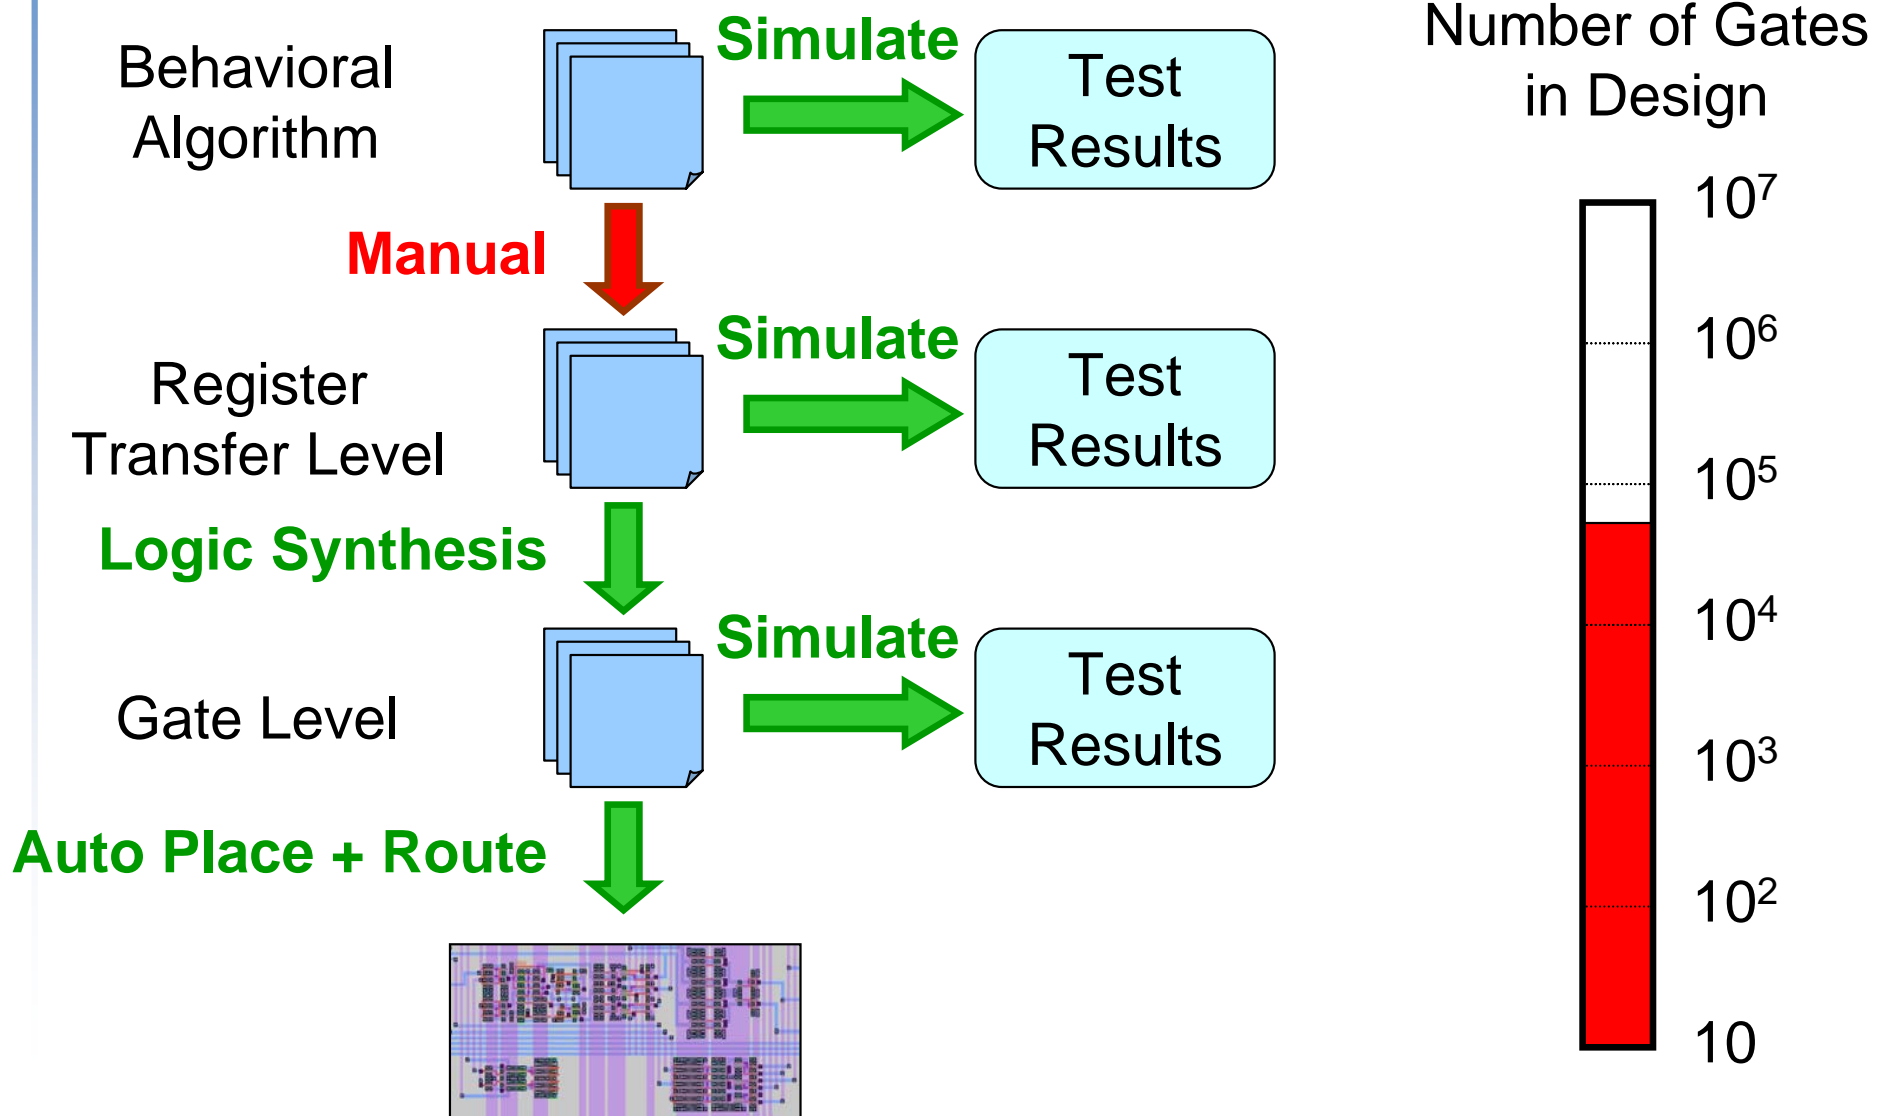 Behavioral
Algorithm
Simulate
Test
Results
Manual
Register
Transfer Level
Simulate
Test
Results
Logic Synthesis
Gate Level
Simulate
Test
Results
Auto Place + Route
Number of Gates
in Design
10⁷
10⁶
10⁵
10⁴
10³
10²
10